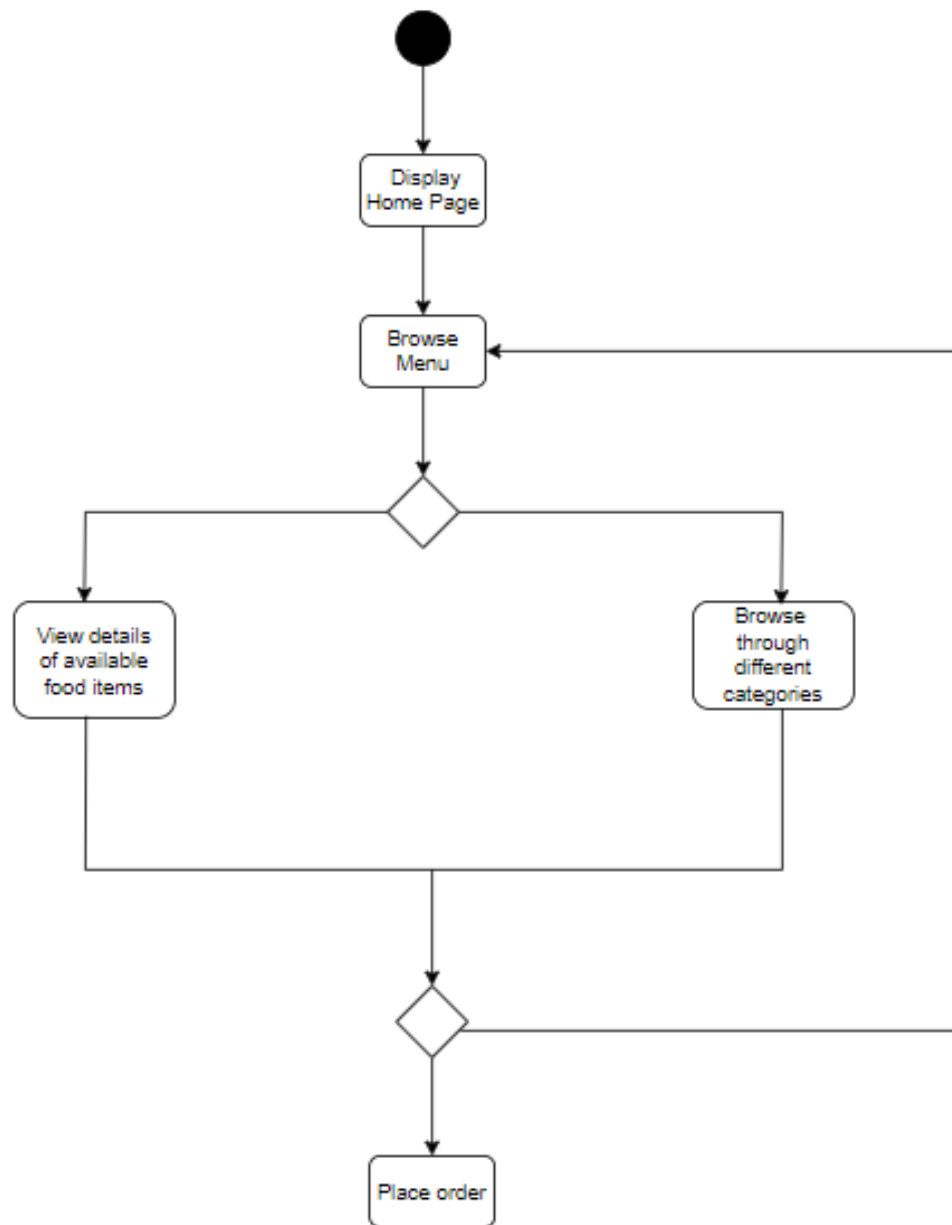 Display
Home Page
Browse
Menu
View details
of available
food items
Browse
through
different
categories
Place order